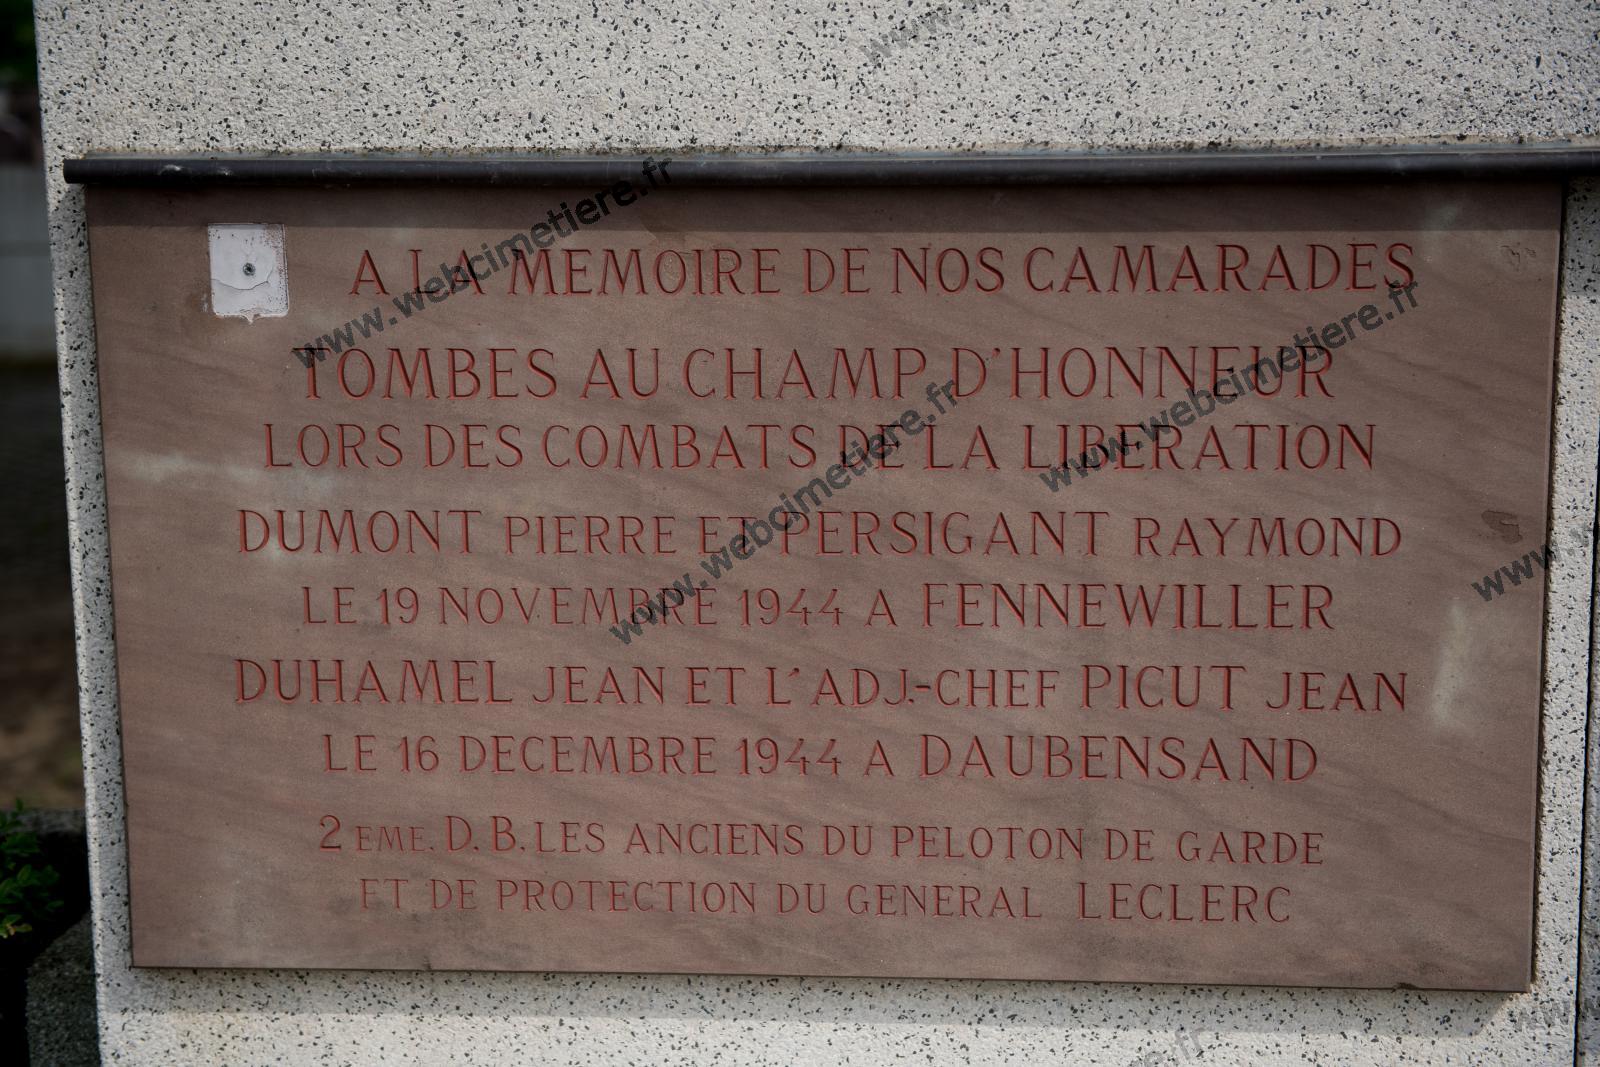 A LA MEMOIRE DE NOS CAMARADES
TOMBES AU CHAMP D'HONNEUR
LORS DES COMBATS DE LA LIBERATION
DUMONT PIERRE ET PERSIGANT RAYMOND
LE 19 NOVEMBRE 1944 A FENNEWILLER
DUHAMEL JEAN ET L'ADJ.-CHEF PICUT JEAN
LE 16 DECEMBRE 1944 A DAUBENSAND
2 EME. D.B. LES ANCIENS DU PELOTON DE GARDE
ET DE PROTECTION DU GENERAL LECLERC
www.webcimetiere.fr
www.webcimetiere.fr
www.webcimetiere.fr